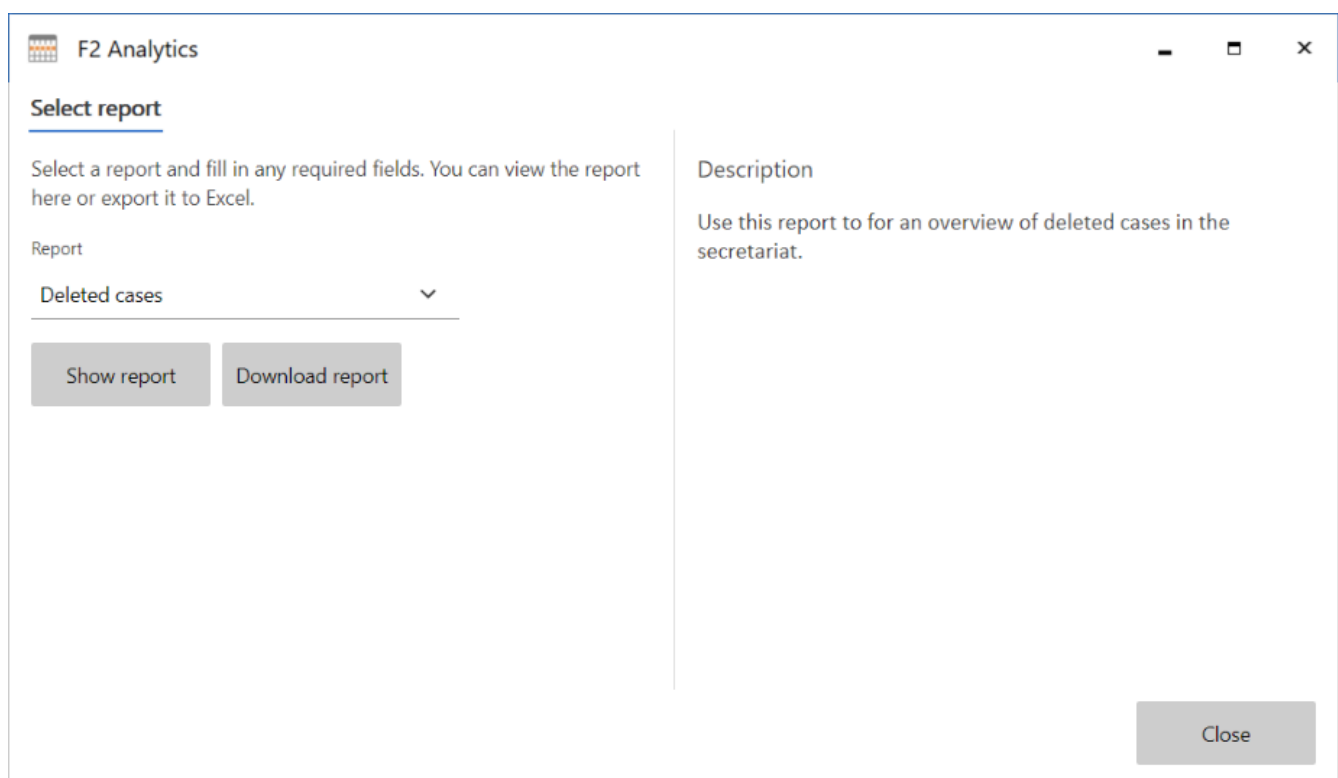 F2 Analytics
Select report
Select a report and fill in any required fields. You can view the report
here or export it to Excel.
Report
Deleted cases
Show report
Download report
Description
Use this report to for an overview of deleted cases in the
secretariat.
Close